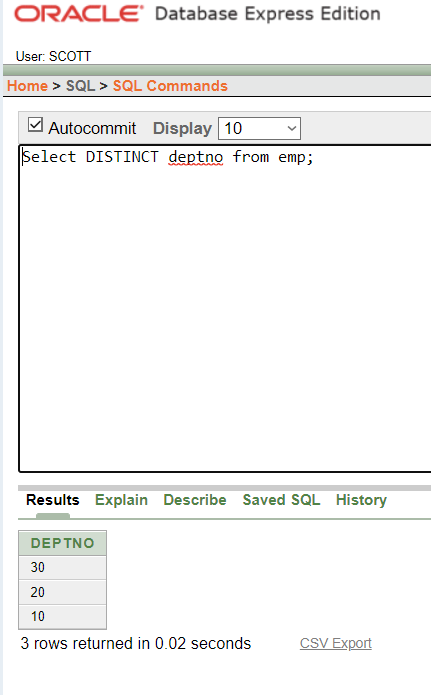 ORACLE® Database Express Edition
User: SCOTT
Home > SQL > SQL Commands
Autocommit Display 10
Select DISTINCT deptno from emp;
Results Explain Describe Saved SQL History
DEPTNO
30
20
10
3 rows returned in 0.02 seconds CSV Export